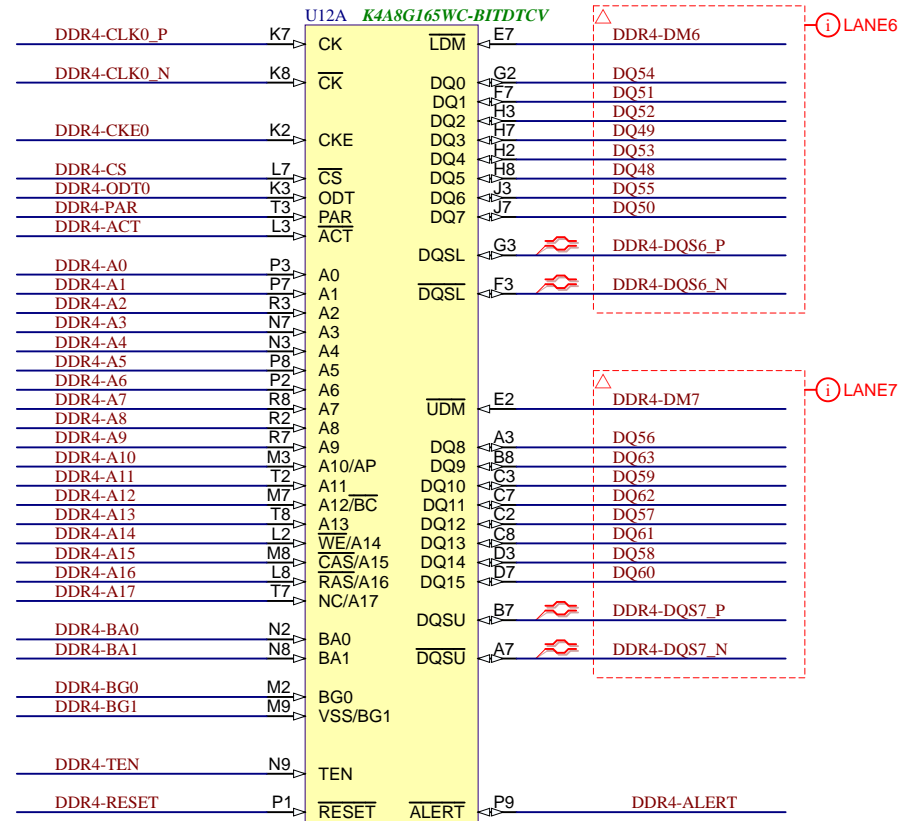 U12A K4A8G165WC-BITDTCV
DDR4-CLK0_P K7 CK LDM E7 DDR4-DM6 LANE6
DDR4-CLK0_N K8 CK DQ0 G2 DQ54
DQ1 F7 DQ51
DQ2 H3 DQ52
DDR4-CKE0 K2 CKE DQ3 H7 DQ49
DQ4 H2 DQ53
DDR4-CS L7 CS DQ5 H8 DQ48
DDR4-ODT0 K3 ODT DQ6 J3 DQ55
DDR4-PAR T3 PAR DQ7 J7 DQ50
DDR4-ACT L3 ACT
DQSL G3 DDR4-DQS6_P
DDR4-A0 P3 A0
DDR4-A1 P7 A1 DQSL F3 DDR4-DQS6_N
DDR4-A2 R3 A2
DDR4-A3 N7 A3
DDR4-A4 N3 A4
DDR4-A5 P8 A5
DDR4-A6 P2 A6
DDR4-A7 R8 A7 UDM E2 DDR4-DM7 LANE7
DDR4-A8 R2 A8
DDR4-A9 R7 A9 DQ8 A3 DQ56
DDR4-A10 M3 A10/AP DQ9 B8 DQ63
DDR4-A11 T2 A11 DQ10 C3 DQ59
DDR4-A12 M7 A12/BC DQ11 C7 DQ62
DDR4-A13 T8 A13 DQ12 C2 DQ57
DDR4-A14 L2 WE/A14 DQ13 C8 DQ61
DDR4-A15 M8 CAS/A15 DQ14 D3 DQ58
DDR4-A16 L8 RAS/A16 DQ15 D7 DQ60
DDR4-A17 T7 NC/A17
DQSU B7 DDR4-DQS7_P
DDR4-BA0 N2 BA0
DDR4-BA1 N8 BA1 DQSU A7 DDR4-DQS7_N
DDR4-BG0 M2 BG0
DDR4-BG1 M9 VSS/BG1
DDR4-TEN N9 TEN
DDR4-RESET P1 RESET ALERT P9 DDR4-ALERT